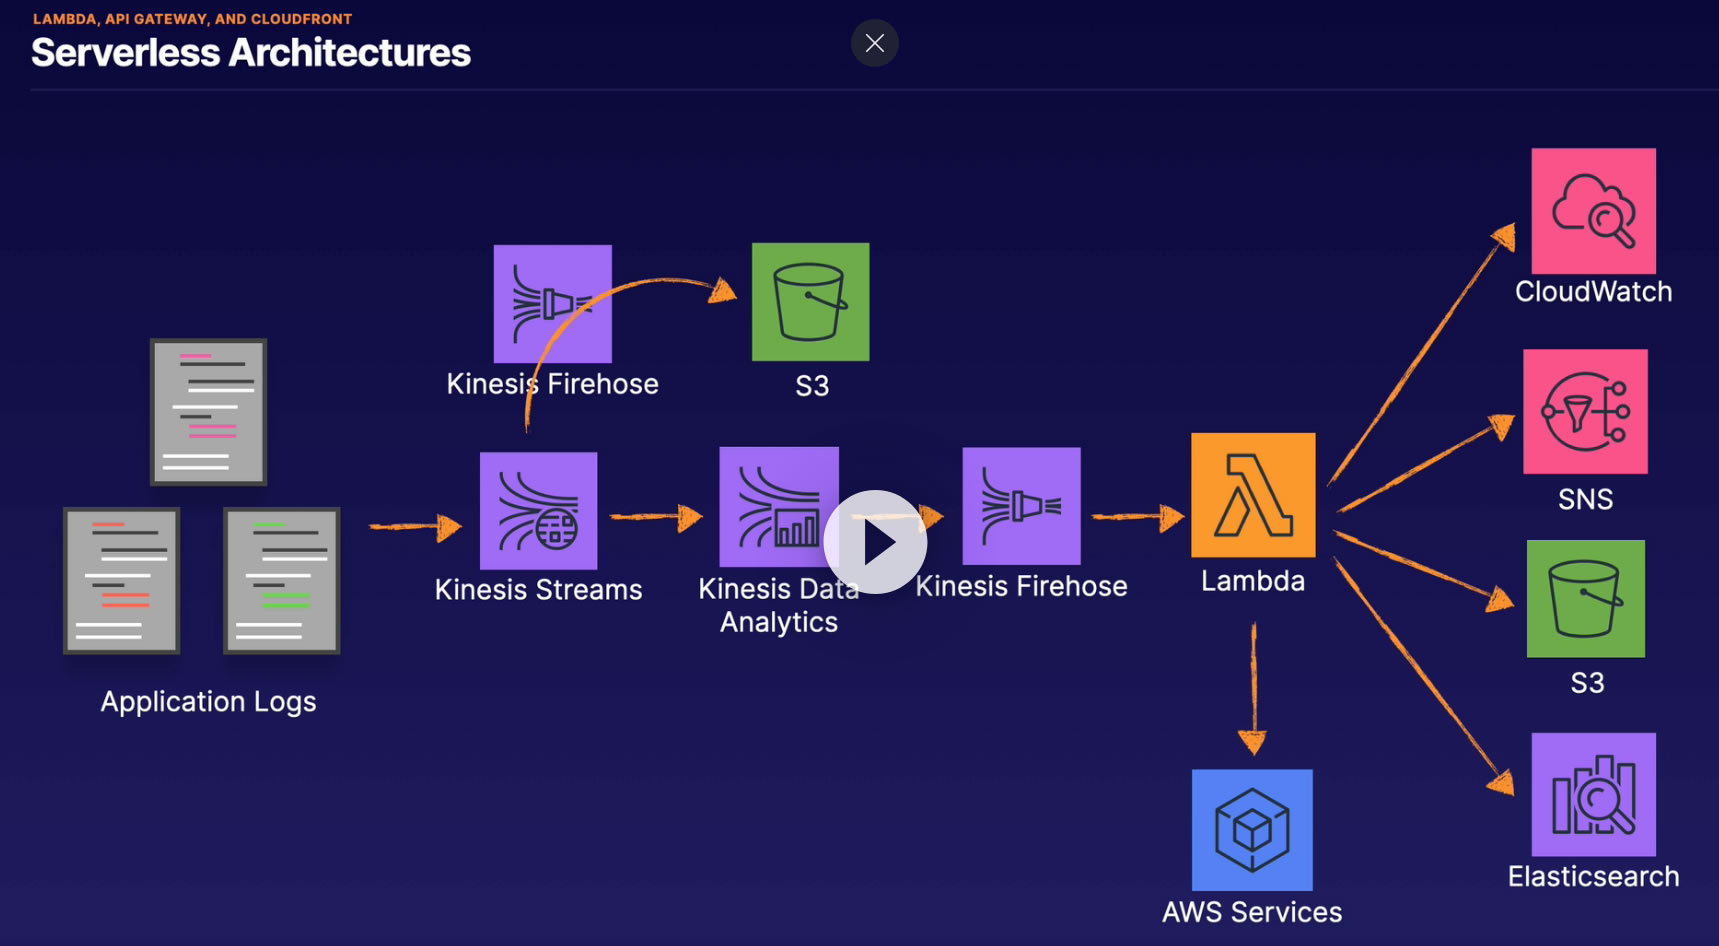 LAMBDA, API GATEWAY, AND CLOUDFRONT
Serverless Architectures
CloudWatch
Kinesis Firehose
S3
SNS
Kinesis Streams
Kinesis Data
Analytics
Kinesis Firehose
Lambda
S3
Application Logs
Elasticsearch
AWS Services